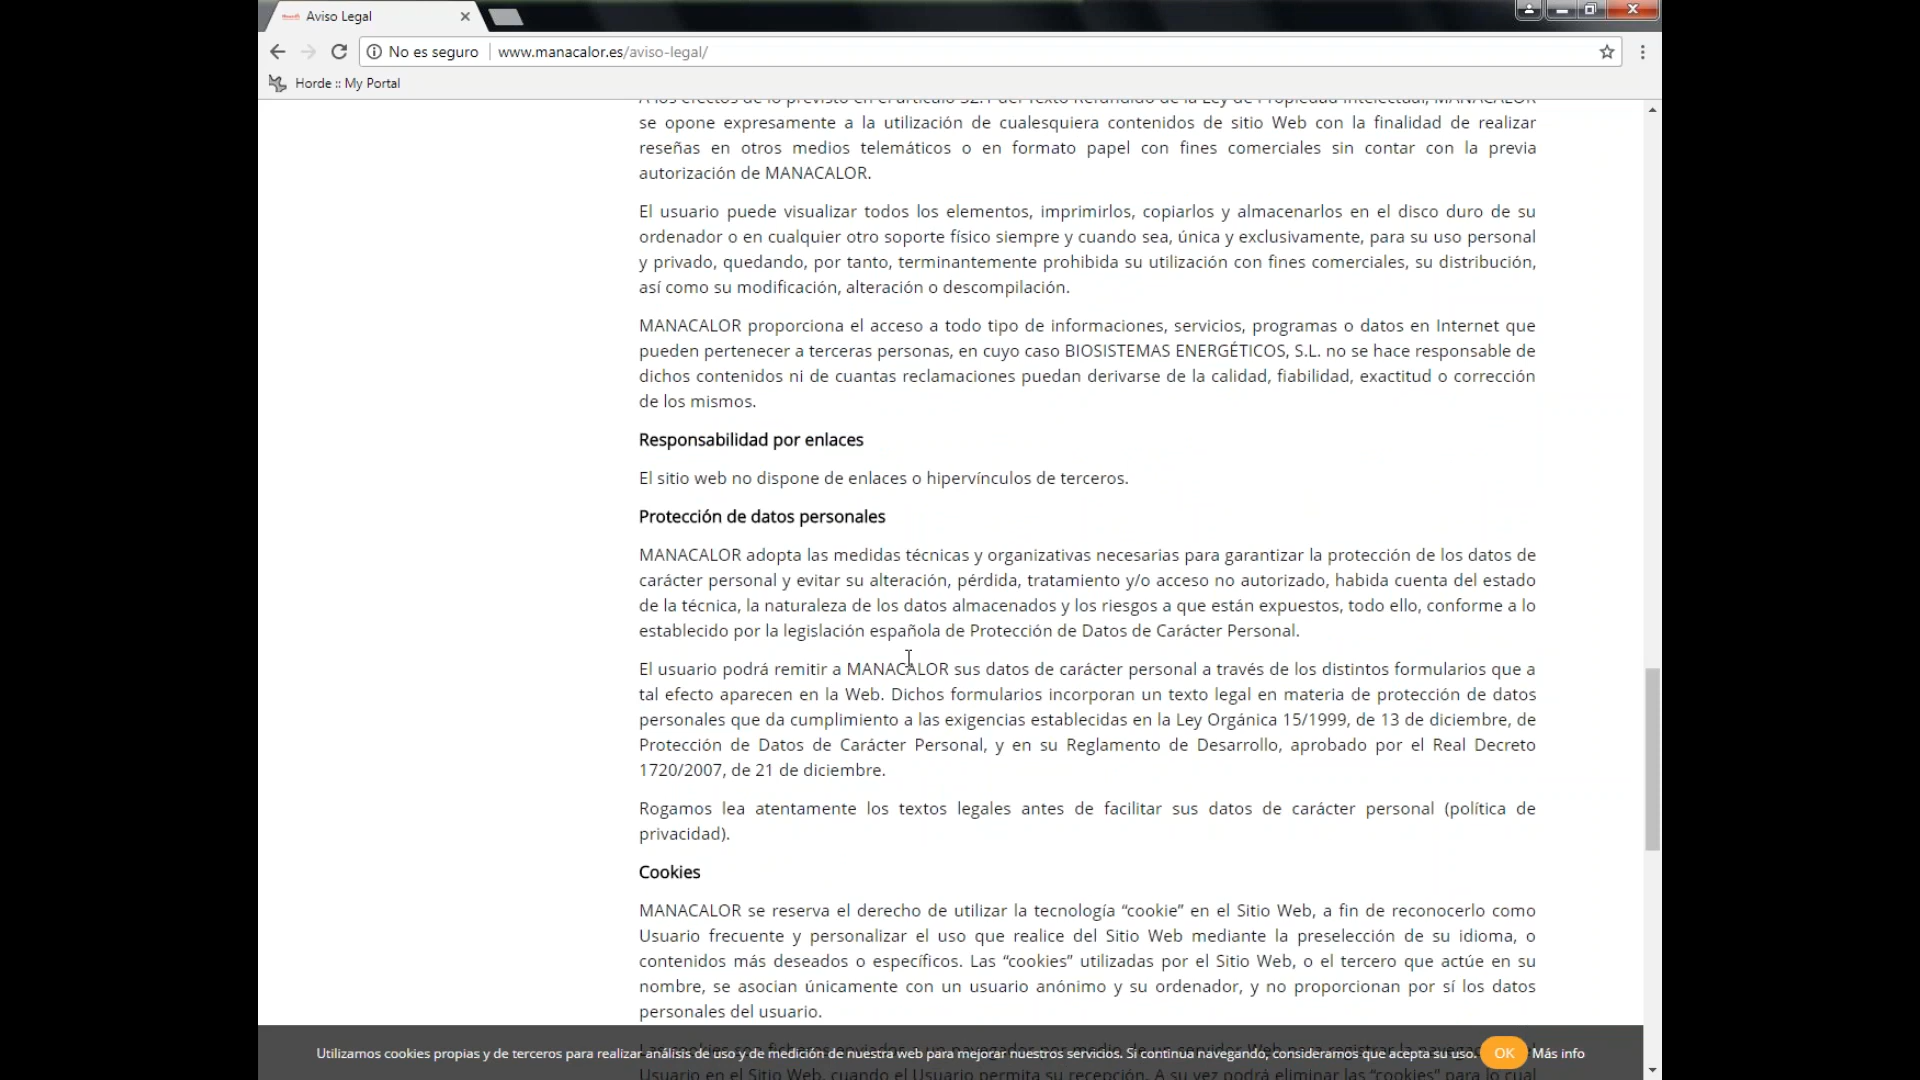 Aviso Legal
No es seguro
www.manacalor.es/aviso-legal/
Horde :: My Portal
A los efectos de lo previsto en el artículo 32.1 del Texto Refundido de la Ley de Propiedad Intelectual, MANACALOR
se opone expresamente a la utilización de cualesquiera contenidos de sitio Web con la finalidad de realizar
reseñas en otros medios telemáticos o en formato papel con fines comerciales sin contar con la previa
autorización de MANACALOR.
El usuario puede visualizar todos los elementos, imprimirlos, copiarlos y almacenarlos en el disco duro de su
ordenador o en cualquier otro soporte físico siempre y cuando sea, única y exclusivamente, para su uso personal
y privado, quedando, por tanto, terminantemente prohibida su utilización con fines comerciales, su distribución,
así como su modificación, alteración o descompilación.
MANACALOR proporciona el acceso a todo tipo de informaciones, servicios, programas o datos en Internet que
pueden pertenecer a terceras personas, en cuyo caso BIOSISTEMAS ENERGÉTICOS, S.L. no se hace responsable de
dichos contenidos ni de cuantas reclamaciones puedan derivarse de la calidad, fiabilidad, exactitud o corrección
de los mismos.
Responsabilidad por enlaces
El sitio web no dispone de enlaces o hipervínculos de terceros.
Protección de datos personales
MANACALOR adopta las medidas técnicas y organizativas necesarias para garantizar la protección de los datos de
carácter personal y evitar su alteración, pérdida, tratamiento y/o acceso no autorizado, habida cuenta del estado
de la técnica, la naturaleza de los datos almacenados y los riesgos a que están expuestos, todo ello, conforme a lo
establecido por la legislación española de Protección de Datos de Carácter Personal.
El usuario podrá remitir a MANACALOR sus datos de carácter personal a través de los distintos formularios que a
tal efecto aparecen en la Web. Dichos formularios incorporan un texto legal en materia de protección de datos
personales que da cumplimiento a las exigencias establecidas en la Ley Orgánica 15/1999, de 13 de diciembre, de
Protección de Datos de Carácter Personal, y en su Reglamento de Desarrollo, aprobado por el Real Decreto
1720/2007, de 21 de diciembre.
Rogamos lea atentamente los textos legales antes de facilitar sus datos de carácter personal (política de
privacidad).
Cookies
MANACALOR se reserva el derecho de utilizar la tecnología “cookie” en el Sitio Web, a fin de reconocerlo como
Usuario frecuente y personalizar el uso que realice del Sitio Web mediante la preselección de su idioma, o
contenidos más deseados o específicos. Las “cookies” utilizadas por el Sitio Web, o el tercero que actúe en su
nombre, se asocian únicamente con un usuario anónimo y su ordenador, y no proporcionan por sí los datos
personales del usuario.
Utilizamos cookies propias y de terceros para realizar análisis de uso y de medición de nuestra web para mejorar nuestros servicios. Si continua navegando, consideramos que acepta su uso. OK Más info
Usuario en el Sitio Web, cuando el Usuario permita su recepción. A su vez podrá eliminar las “cookies” para lo cual